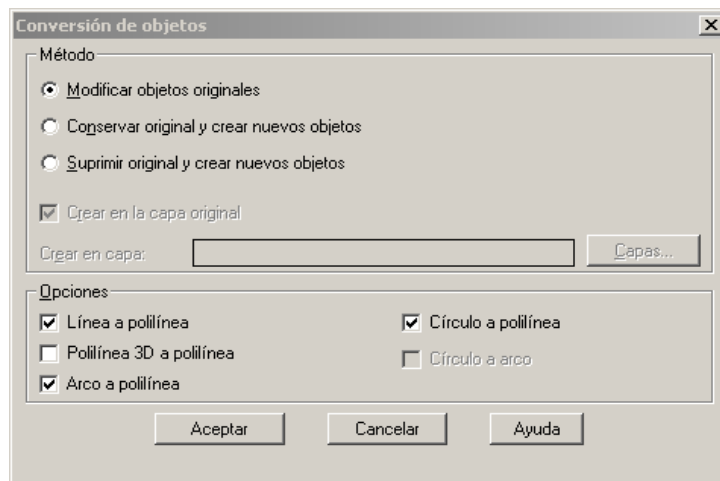 Conversión de objetos
Método
Modificar objetos originales
Conservar original y crear nuevos objetos
Suprimir original y crear nuevos objetos
Crear en la capa original
Crear en capa:
Capas...
Opciones
Línea a polilínea
Círculo a polilínea
Polilínea 3D a polilínea
Círculo a arco
Arco a polilínea
Aceptar
Cancelar
Ayuda